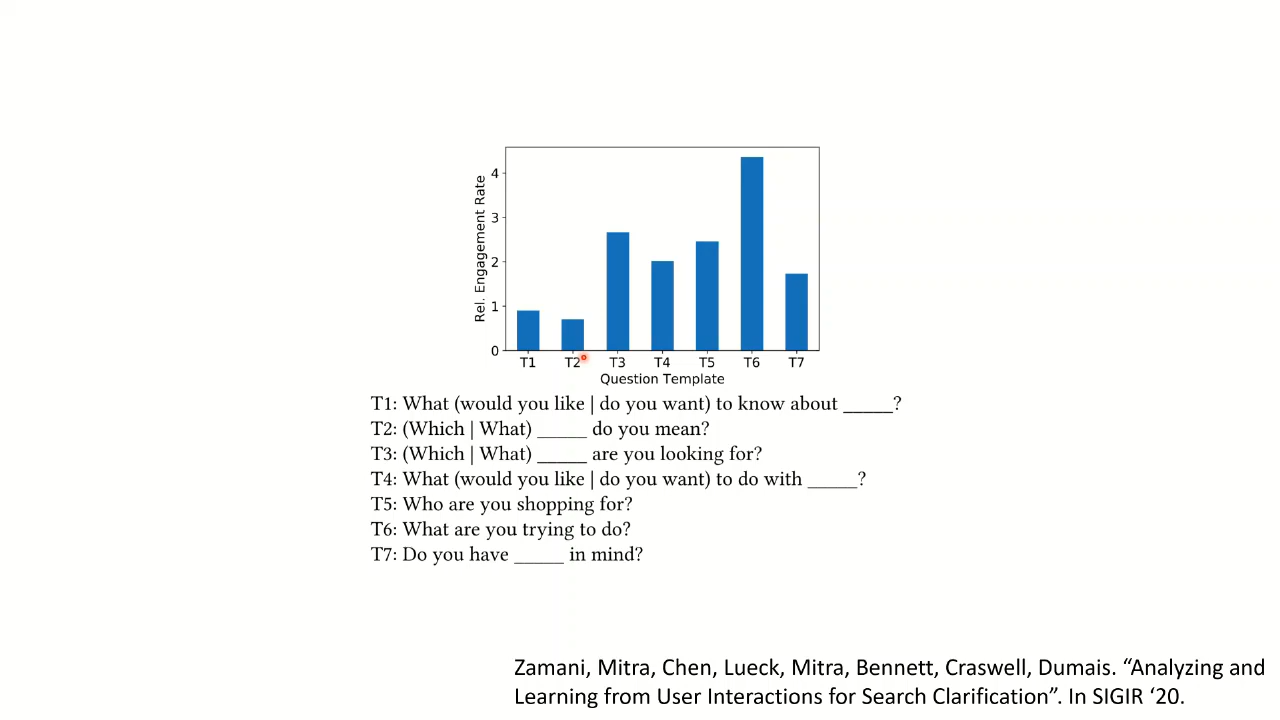 4
3
2
1
0
Rel. Engagement Rate
T1 T2 T3 T4 T5 T6 T7
Question Template
T1: What (would you like | do you want) to know about _____?
T2: (Which | What) _____ do you mean?
T3: (Which | What) _____ are you looking for?
T4: What (would you like | do you want) to do with _____?
T5: Who are you shopping for?
T6: What are you trying to do?
T7: Do you have _____ in mind?
Zamani, Mitra, Chen, Lueck, Mitra, Bennett, Craswell, Dumais. “Analyzing and
Learning from User Interactions for Search Clarification”. In SIGIR ‘20.